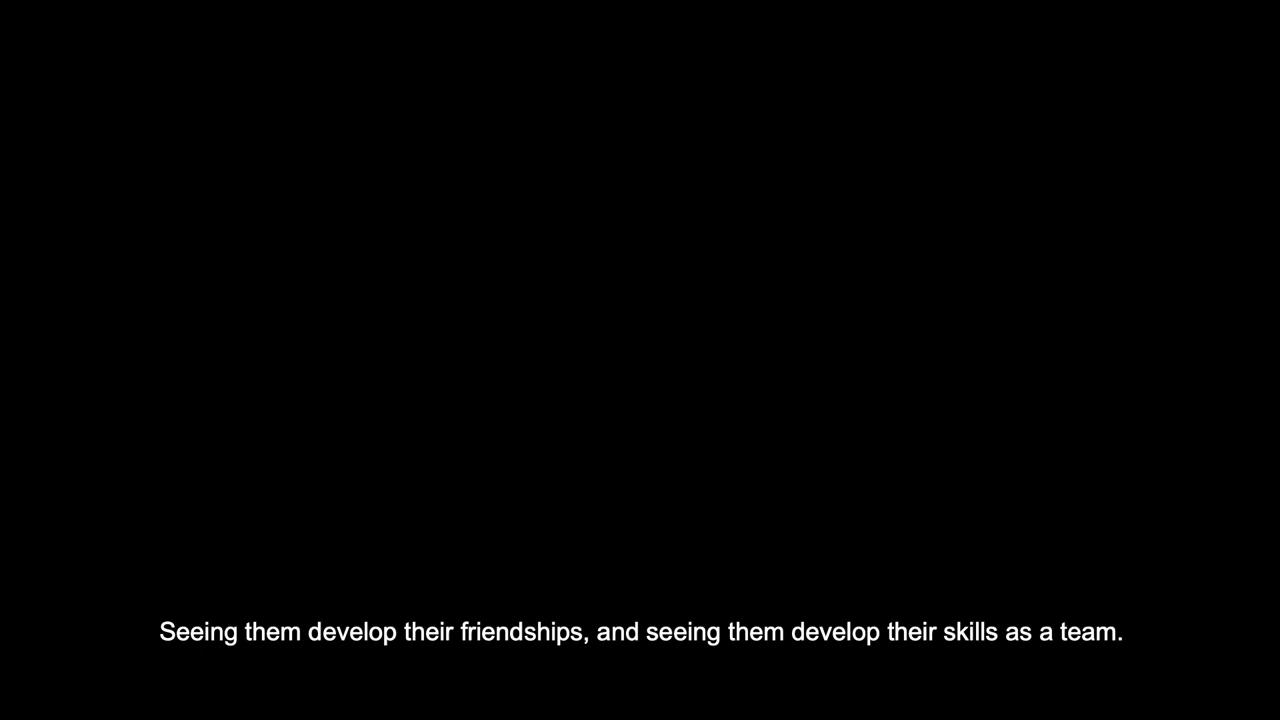 Seeing them develop their friendships, and seeing them develop their skills as a team.